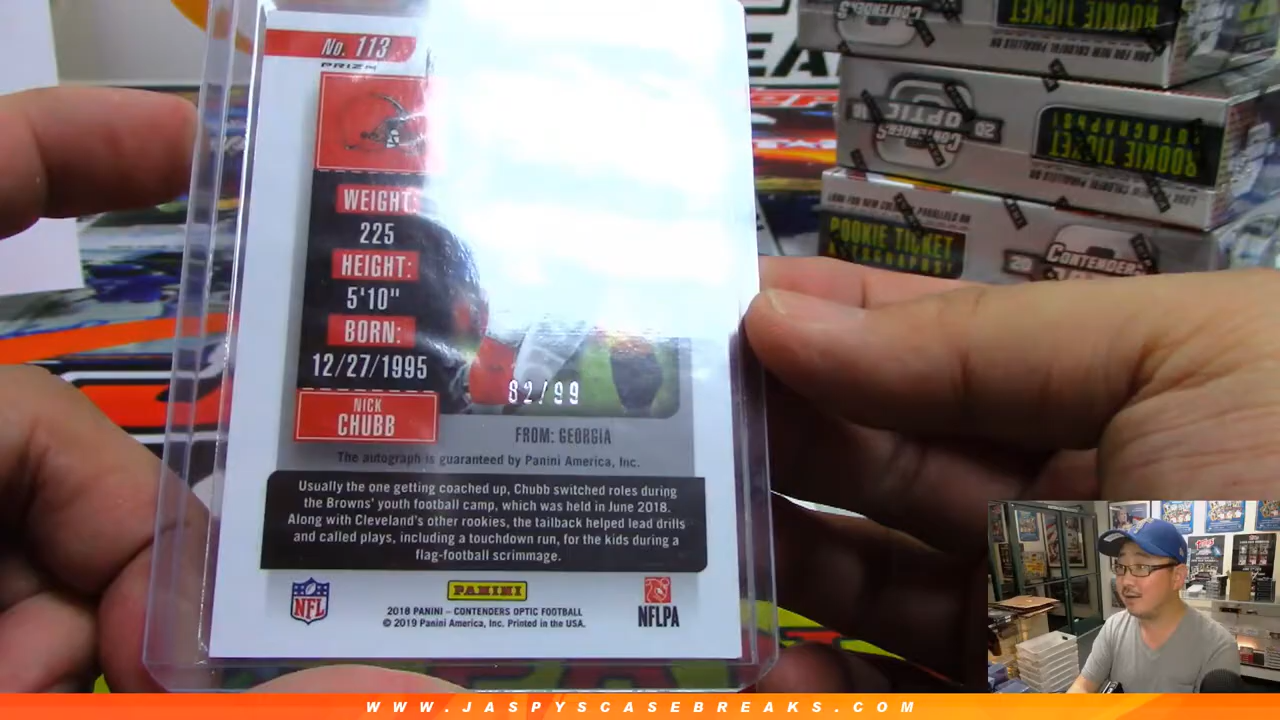 No. 113
PRIZM
WEIGHT:
225
HEIGHT:
5'10"
BORN:
12/27/1995
NICK
CHUBB
82/99
FROM: GEORGIA
The autograph is guaranteed by Panini America, Inc.
Usually the one getting coached up, Chubb switched roles during
the Browns' youth football camp, which was held in June 2018.
Along with Cleveland's other rookies, the tailback helped lead drills
and called plays, including a touchdown run, for the kids during a
flag-football scrimmage.
NFL
PANINI
2018 PANINI – CONTENDERS OPTIC FOOTBALL
© 2019 Panini America, Inc. Printed in the USA.
NFLPA
CONTENDERS
ROOKIE TICKET
CONTENDERS
OPTIC
20
ROOKIE TICKET
AUTOGRAPHS!
ROOKIE TICKET
AUTOGRAPHS!
20
CONTENDERS
WWW.JASPYSCASEBREAKS.COM